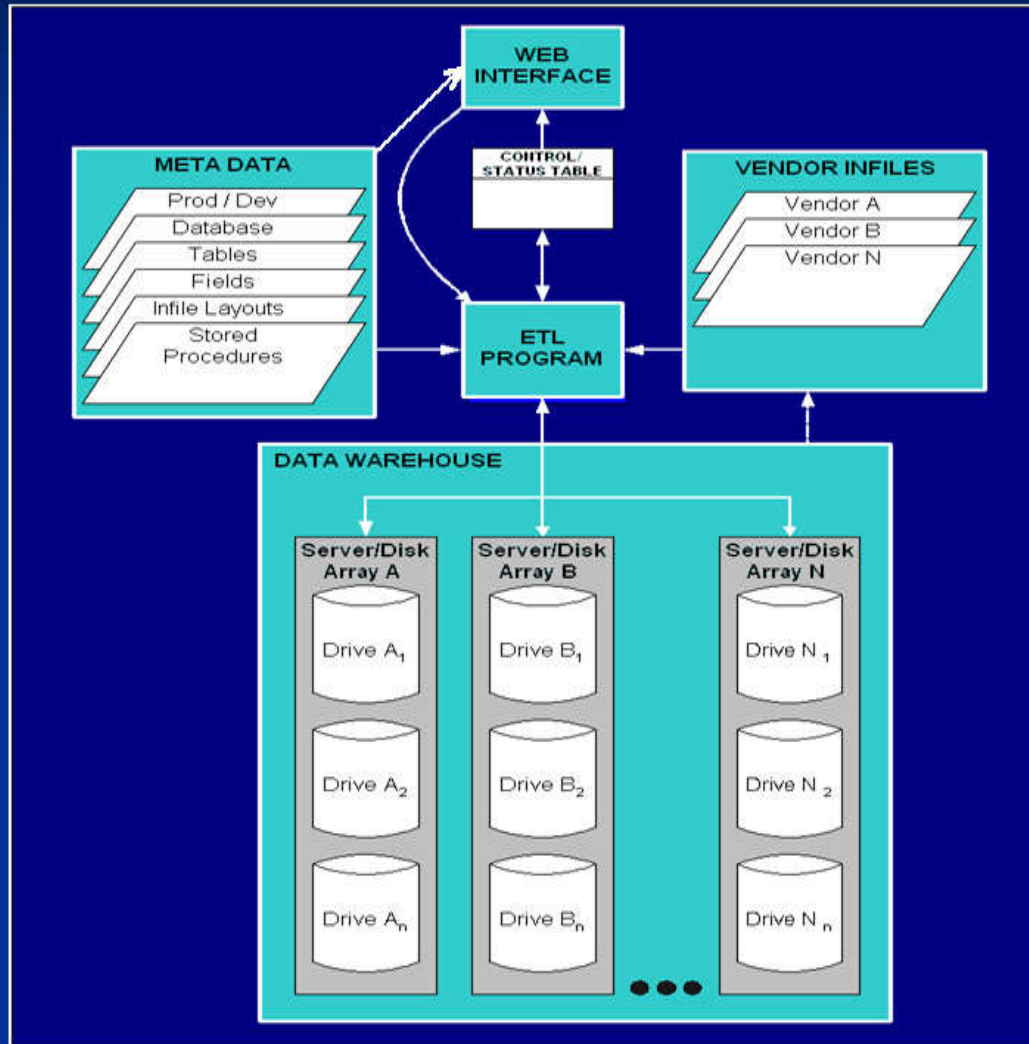 WEB
INTERFACE
META DATA
Prod / Dev
Database
Tables
Fields
Infile Layouts
Stored
Procedures
CONTROL/
STATUS TABLE
VENDOR INFILES
Vendor A
Vendor B
Vendor N
ETL
PROGRAM
DATA WAREHOUSE
Server/Disk
Array A
Drive A₁
Drive A₂
Drive Aₙ
Server/Disk
Array B
Drive B₁
Drive B₂
Drive Bₙ
Server/Disk
Array N
Drive N ₁
Drive N ₂
Drive N ₙ